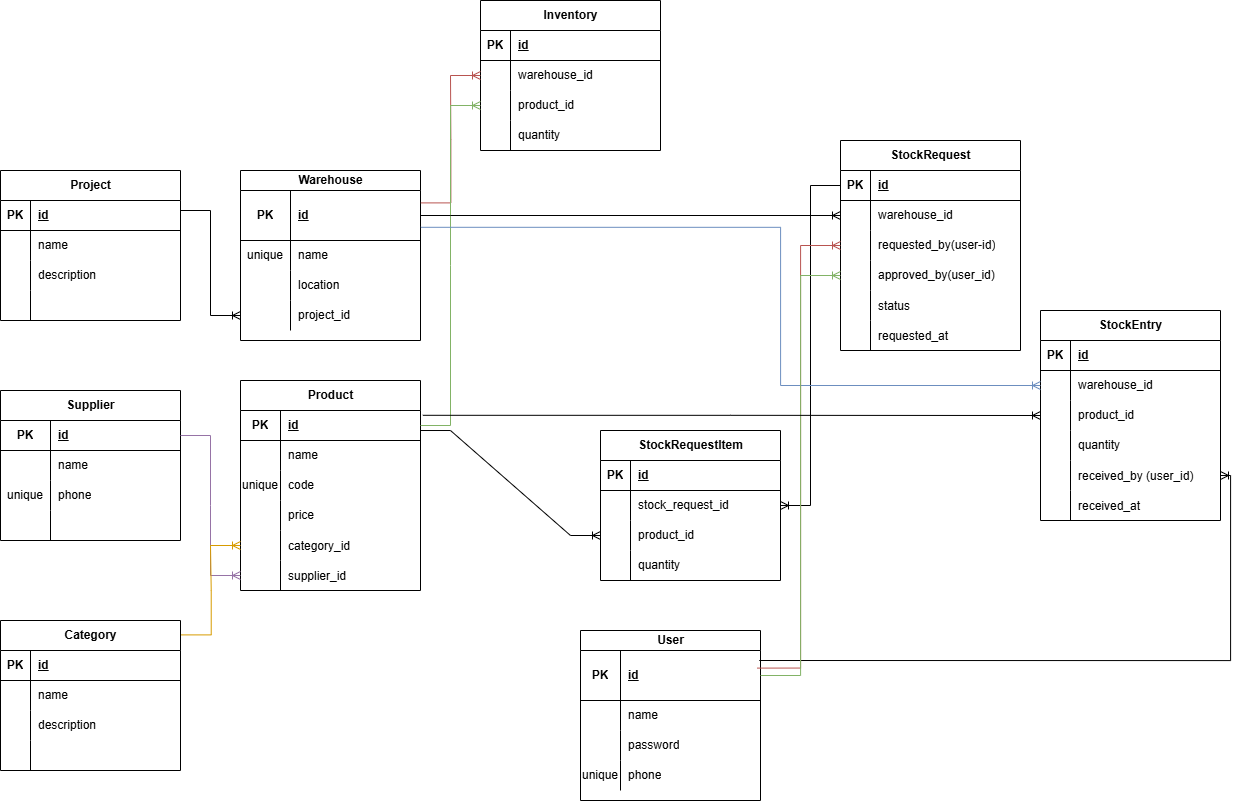 Inventory
PK id
warehouse_id
product_id
quantity
StockRequest
PK id
warehouse_id
requested_by(user-id)
approved_by(user_id)
status
requested_at
Project
PK id
name
description
Warehouse
PK id
unique name
location
project_id
StockEntry
PK id
warehouse_id
product_id
quantity
received_by (user_id)
received_at
Supplier
PK id
name
unique phone
Product
PK id
name
unique code
price
category_id
supplier_id
StockRequestItem
PK id
stock_request_id
product_id
quantity
Category
PK id
name
description
User
PK id
name
password
unique phone